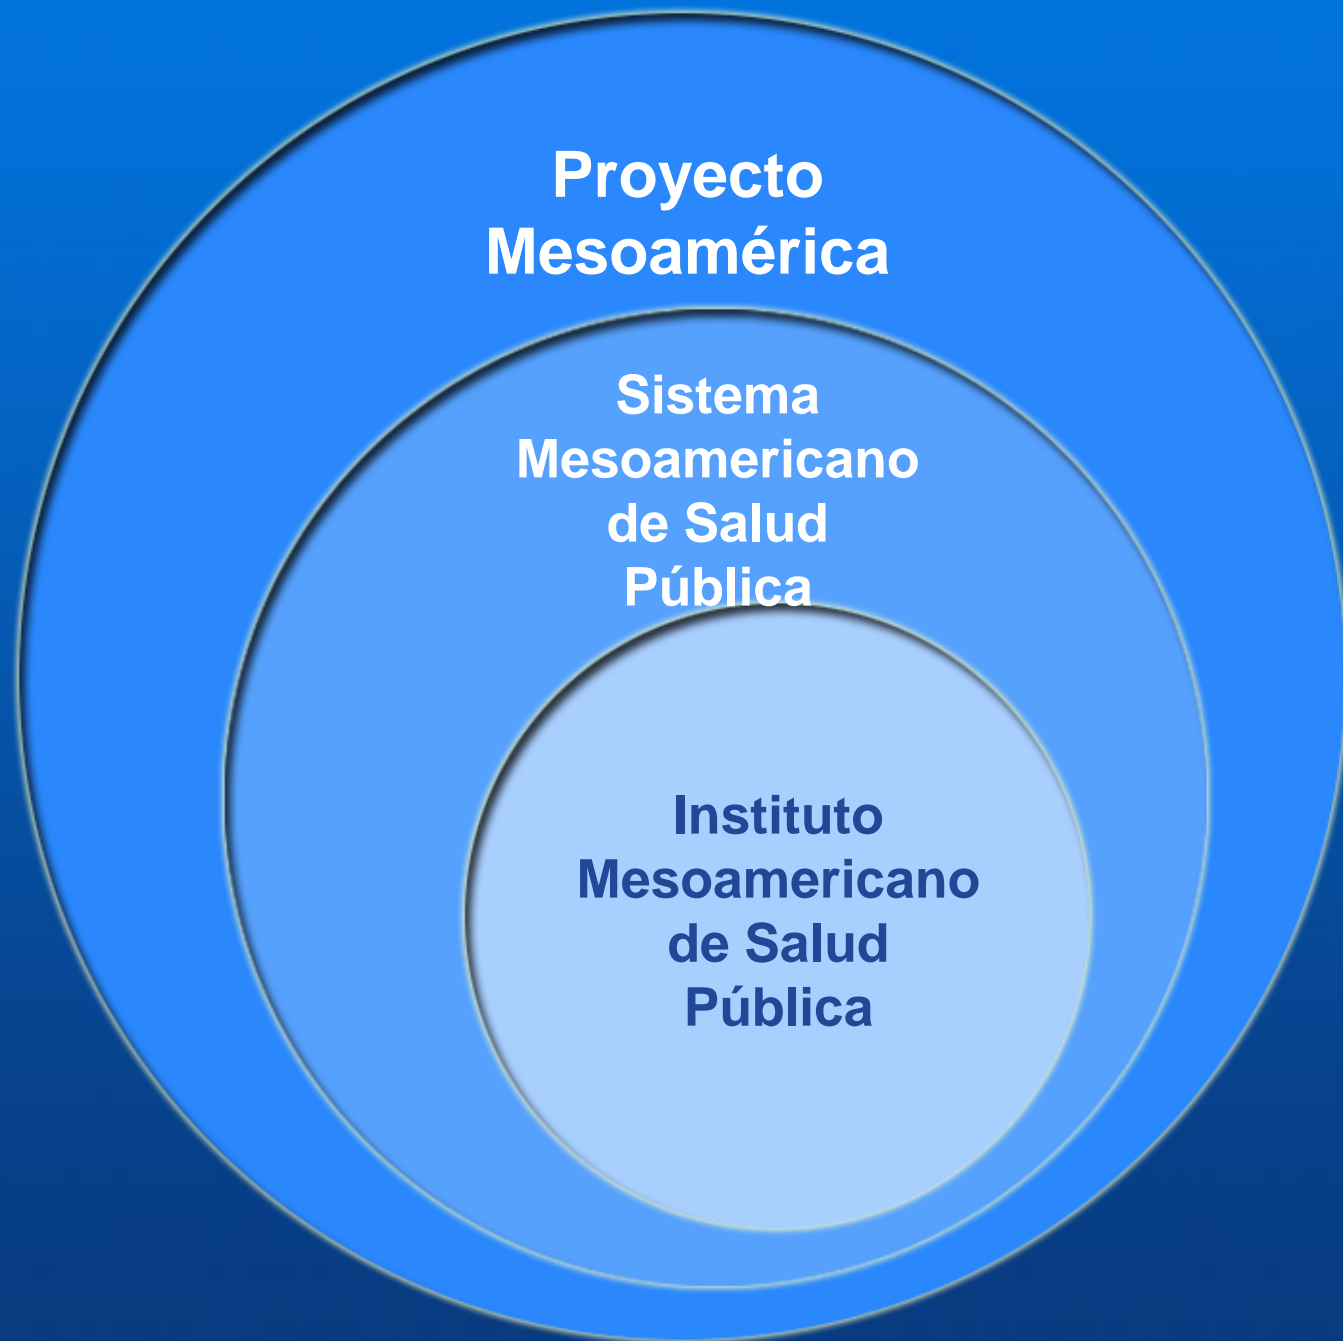 Proyecto
Mesoamérica
Sistema
Mesoamericano
de Salud
Pública
Instituto
Mesoamericano
de Salud
Pública